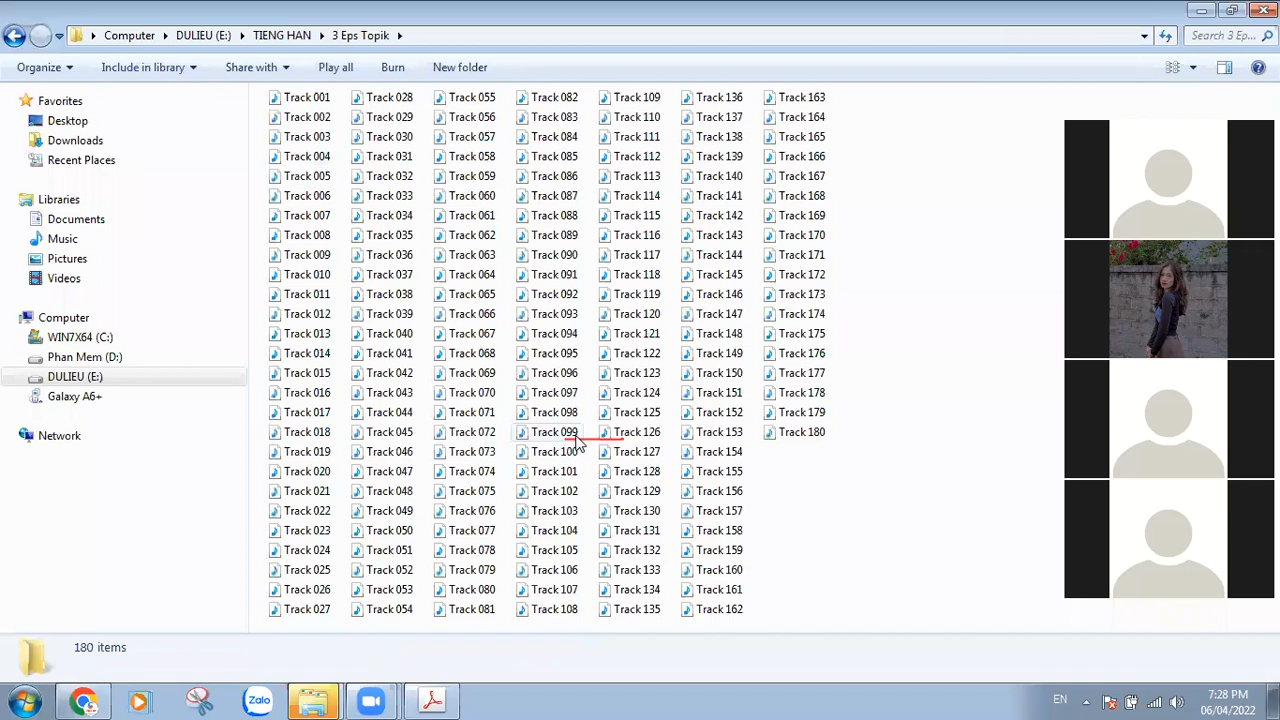 Computer DULIEU (E:) TIENG HAN 3 Eps Topik Search 3 Ep...
Organize Include in library Share with Play all Burn New folder
Favorites
Desktop
Downloads
Recent Places
Libraries
Documents
Music
Pictures
Videos
Computer
WIN7X64 (C:)
Phan Mem (D:)
DULIEU (E:)
Galaxy A6+
Network
Track 001 Track 028 Track 055 Track 082 Track 109 Track 136 Track 163
Track 002 Track 029 Track 056 Track 083 Track 110 Track 137 Track 164
Track 003 Track 030 Track 057 Track 084 Track 111 Track 138 Track 165
Track 004 Track 031 Track 058 Track 085 Track 112 Track 139 Track 166
Track 005 Track 032 Track 059 Track 086 Track 113 Track 140 Track 167
Track 006 Track 033 Track 060 Track 087 Track 114 Track 141 Track 168
Track 007 Track 034 Track 061 Track 088 Track 115 Track 142 Track 169
Track 008 Track 035 Track 062 Track 089 Track 116 Track 143 Track 170
Track 009 Track 036 Track 063 Track 090 Track 117 Track 144 Track 171
Track 010 Track 037 Track 064 Track 091 Track 118 Track 145 Track 172
Track 011 Track 038 Track 065 Track 092 Track 119 Track 146 Track 173
Track 012 Track 039 Track 066 Track 093 Track 120 Track 147 Track 174
Track 013 Track 040 Track 067 Track 094 Track 121 Track 148 Track 175
Track 014 Track 041 Track 068 Track 095 Track 122 Track 149 Track 176
Track 015 Track 042 Track 069 Track 096 Track 123 Track 150 Track 177
Track 016 Track 043 Track 070 Track 097 Track 124 Track 151 Track 178
Track 017 Track 044 Track 071 Track 098 Track 125 Track 152 Track 179
Track 018 Track 045 Track 072 Track 099 Track 126 Track 153 Track 180
Track 019 Track 046 Track 073 Track 100 Track 127 Track 154
Track 020 Track 047 Track 074 Track 101 Track 128 Track 155
Track 021 Track 048 Track 075 Track 102 Track 129 Track 156
Track 022 Track 049 Track 076 Track 103 Track 130 Track 157
Track 023 Track 050 Track 077 Track 104 Track 131 Track 158
Track 024 Track 051 Track 078 Track 105 Track 132 Track 159
Track 025 Track 052 Track 079 Track 106 Track 133 Track 160
Track 026 Track 053 Track 080 Track 107 Track 134 Track 161
Track 027 Track 054 Track 081 Track 108 Track 135 Track 162
180 items
Zalo
EN
7:28 PM
06/04/2022